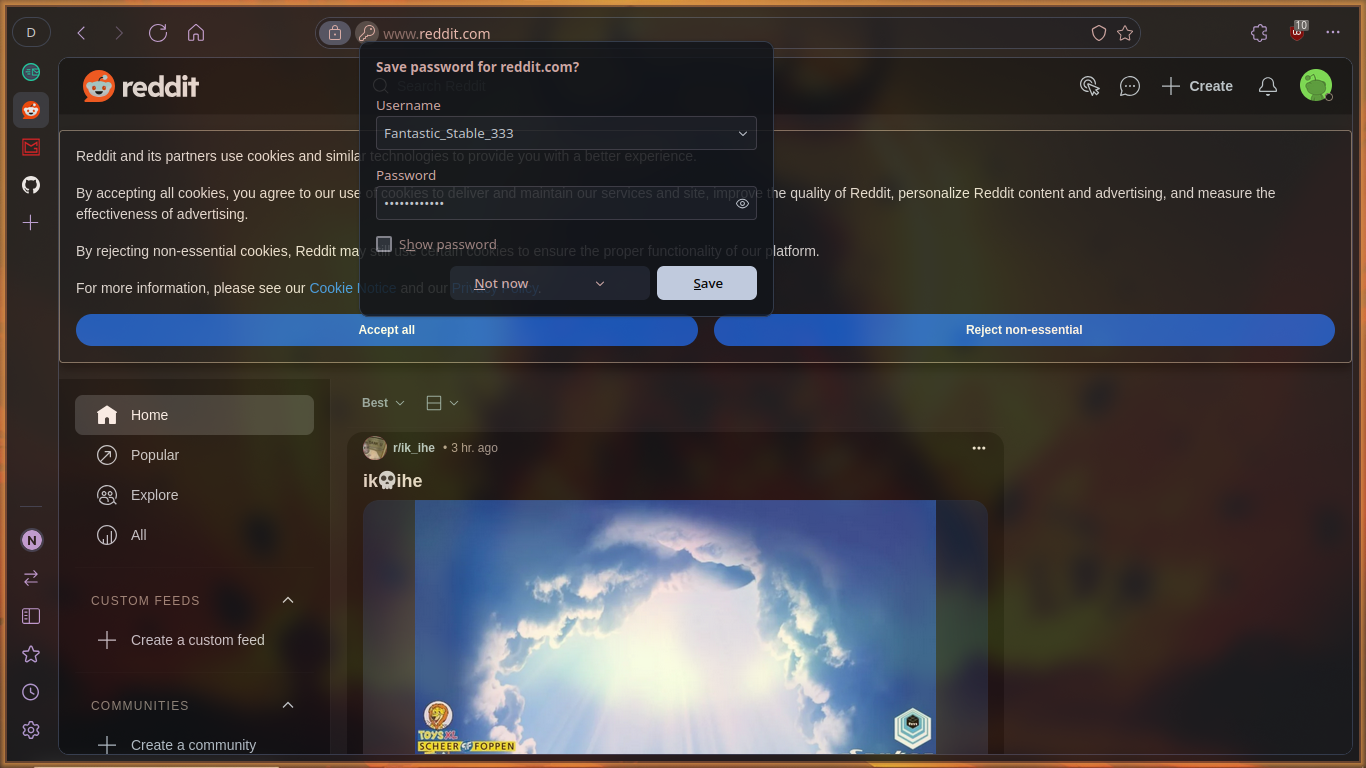 D
www.reddit.com
10
Save password for reddit.com?
Username
Fantastic_Stable_333
Password
••••••••••••
Show password
Not now
Save
reddit
Search Reddit
Create
Reddit and its partners use cookies and similar technologies to provide you with a better experience.
By accepting all cookies, you agree to our use of cookies to deliver and maintain our services and site, improve the quality of Reddit, personalize Reddit content and advertising, and measure the
effectiveness of advertising.
By rejecting non-essential cookies, Reddit may still use certain cookies to ensure the proper functionality of our platform.
For more information, please see our Cookie Notice and our Privacy Policy.
Accept all
Reject non-essential
Home
Popular
Explore
All
CUSTOM FEEDS
Create a custom feed
COMMUNITIES
Create a community
N
Best
r/ik_ihe • 3 hr. ago
ik💀ihe
TOYSXL
SCHEER & FOPPEN